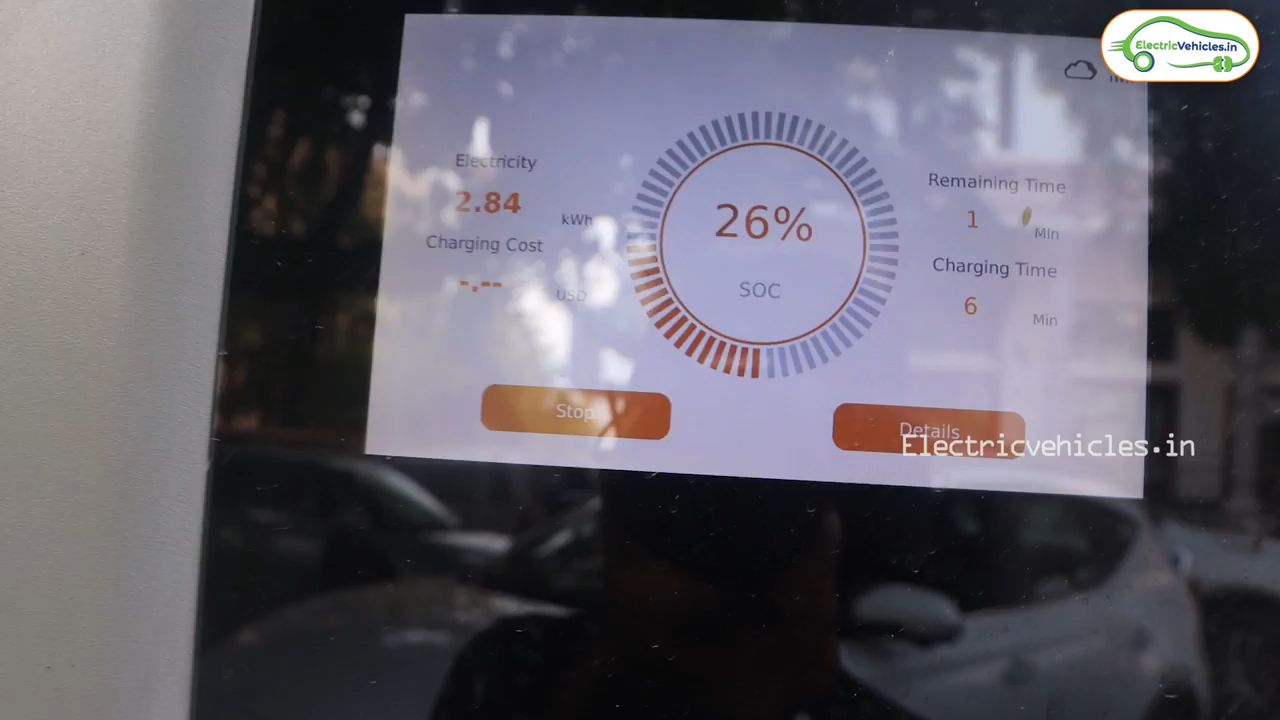 ElectricVehicles.in
Electricity
2.84 kWh
Charging Cost
-.-- USD
26%
SOC
Remaining Time
1 Min
Charging Time
6 Min
Stop
Details
Electricvehicles.in